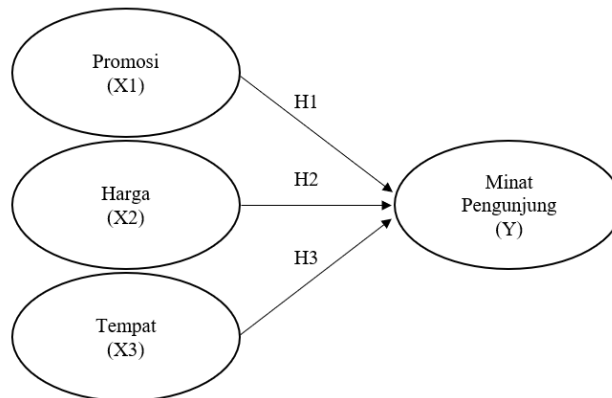 Promosi
(X1)
H1
Harga
(X2)
H2
Minat
Pengunjung
(Y)
H3
Tempat
(X3)